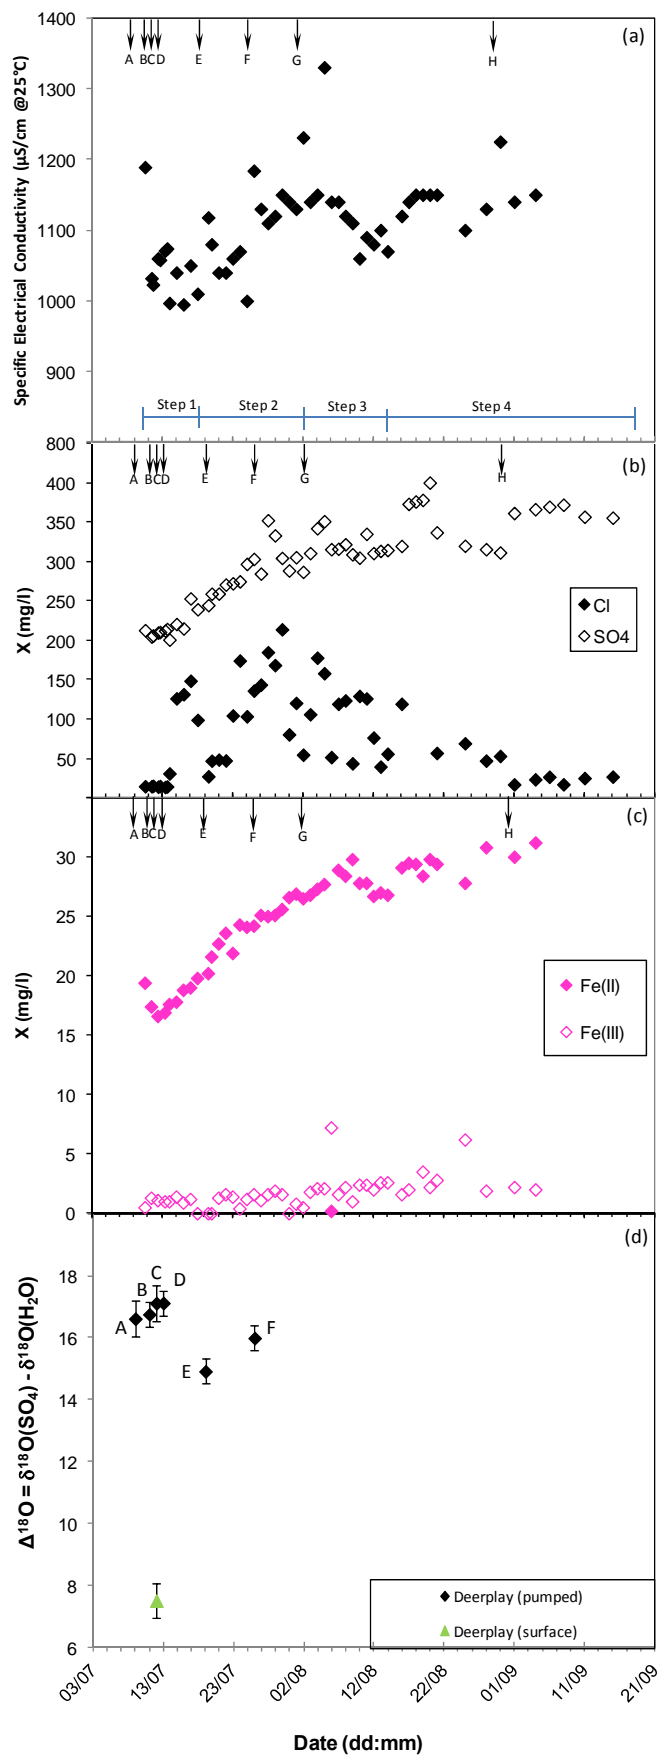 1400
1300
1200
1100
1000
900
800
Specific Electrical Conductivity (µS/cm @25℃)
(a)
A B C D E F G H
Step 1 Step 2 Step 3 Step 4
400
350
300
250
200
150
100
50
X (mg/l)
(b)
A B C D E F G H
Cl
SO4
30
25
20
15
10
5
0
X (mg/l)
(c)
A B C D E F G H
Fe(II)
Fe(III)
18
16
14
12
10
8
6
Δ¹⁸O = δ¹⁸O(SO₄) - δ¹⁸O(H₂O)
(d)
A B C D E F
Deerplay (pumped)
Deerplay (surface)
03/07 13/07 23/07 02/08 12/08 22/08 01/09 11/09 21/09
Date (dd:mm)